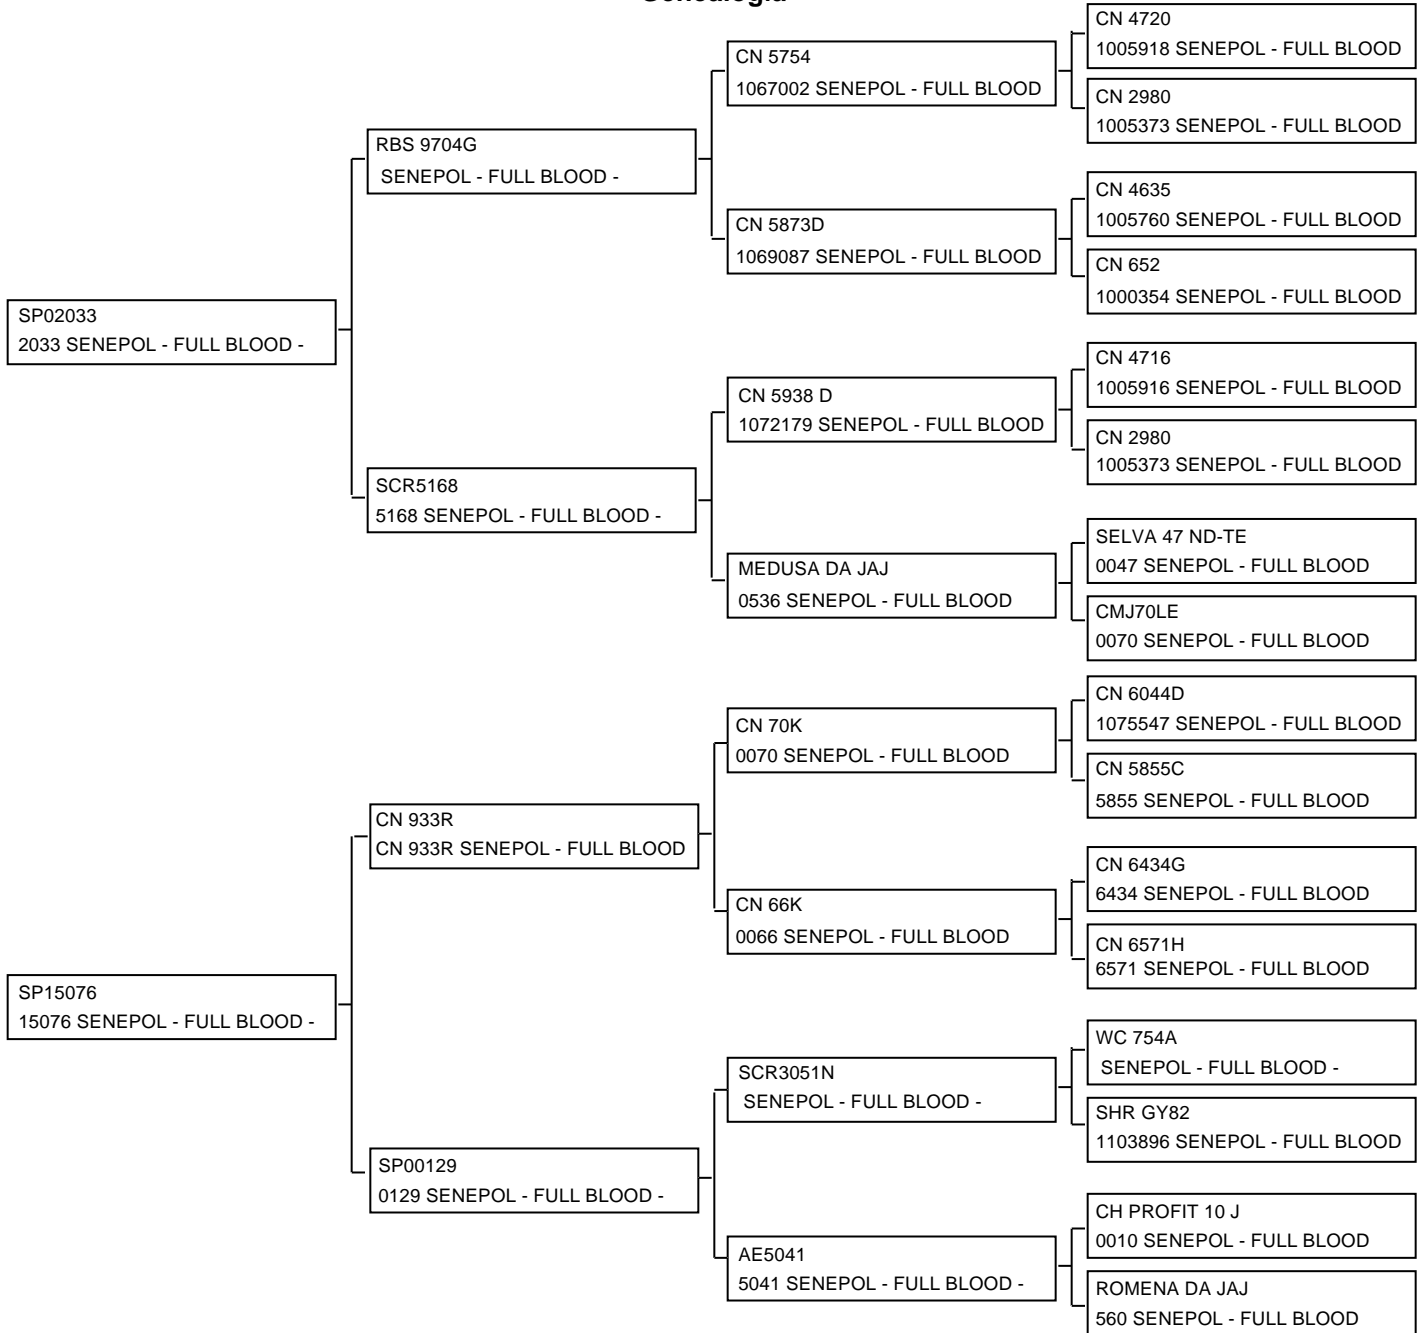 Genealogia
CN 4720
1005918 SENEPOL - FULL BLOOD
CN 5754
1067002 SENEPOL - FULL BLOOD
CN 2980
1005373 SENEPOL - FULL BLOOD
RBS 9704G
SENEPOL - FULL BLOOD -
CN 4635
1005760 SENEPOL - FULL BLOOD
CN 5873D
1069087 SENEPOL - FULL BLOOD
CN 652
1000354 SENEPOL - FULL BLOOD
SP02033
2033 SENEPOL - FULL BLOOD -
CN 4716
1005916 SENEPOL - FULL BLOOD
CN 5938 D
1072179 SENEPOL - FULL BLOOD
CN 2980
1005373 SENEPOL - FULL BLOOD
SCR5168
5168 SENEPOL - FULL BLOOD -
SELVA 47 ND-TE
0047 SENEPOL - FULL BLOOD
MEDUSA DA JAJ
0536 SENEPOL - FULL BLOOD
CMJ70LE
0070 SENEPOL - FULL BLOOD
CN 6044D
1075547 SENEPOL - FULL BLOOD
CN 70K
0070 SENEPOL - FULL BLOOD
CN 5855C
5855 SENEPOL - FULL BLOOD
CN 933R
CN 933R SENEPOL - FULL BLOOD
CN 6434G
6434 SENEPOL - FULL BLOOD
CN 66K
0066 SENEPOL - FULL BLOOD
CN 6571H
6571 SENEPOL - FULL BLOOD
SP15076
15076 SENEPOL - FULL BLOOD -
WC 754A
SENEPOL - FULL BLOOD -
SCR3051N
SENEPOL - FULL BLOOD -
SHR GY82
1103896 SENEPOL - FULL BLOOD
SP00129
0129 SENEPOL - FULL BLOOD -
CH PROFIT 10 J
0010 SENEPOL - FULL BLOOD
AE5041
5041 SENEPOL - FULL BLOOD -
ROMENA DA JAJ
560 SENEPOL - FULL BLOOD